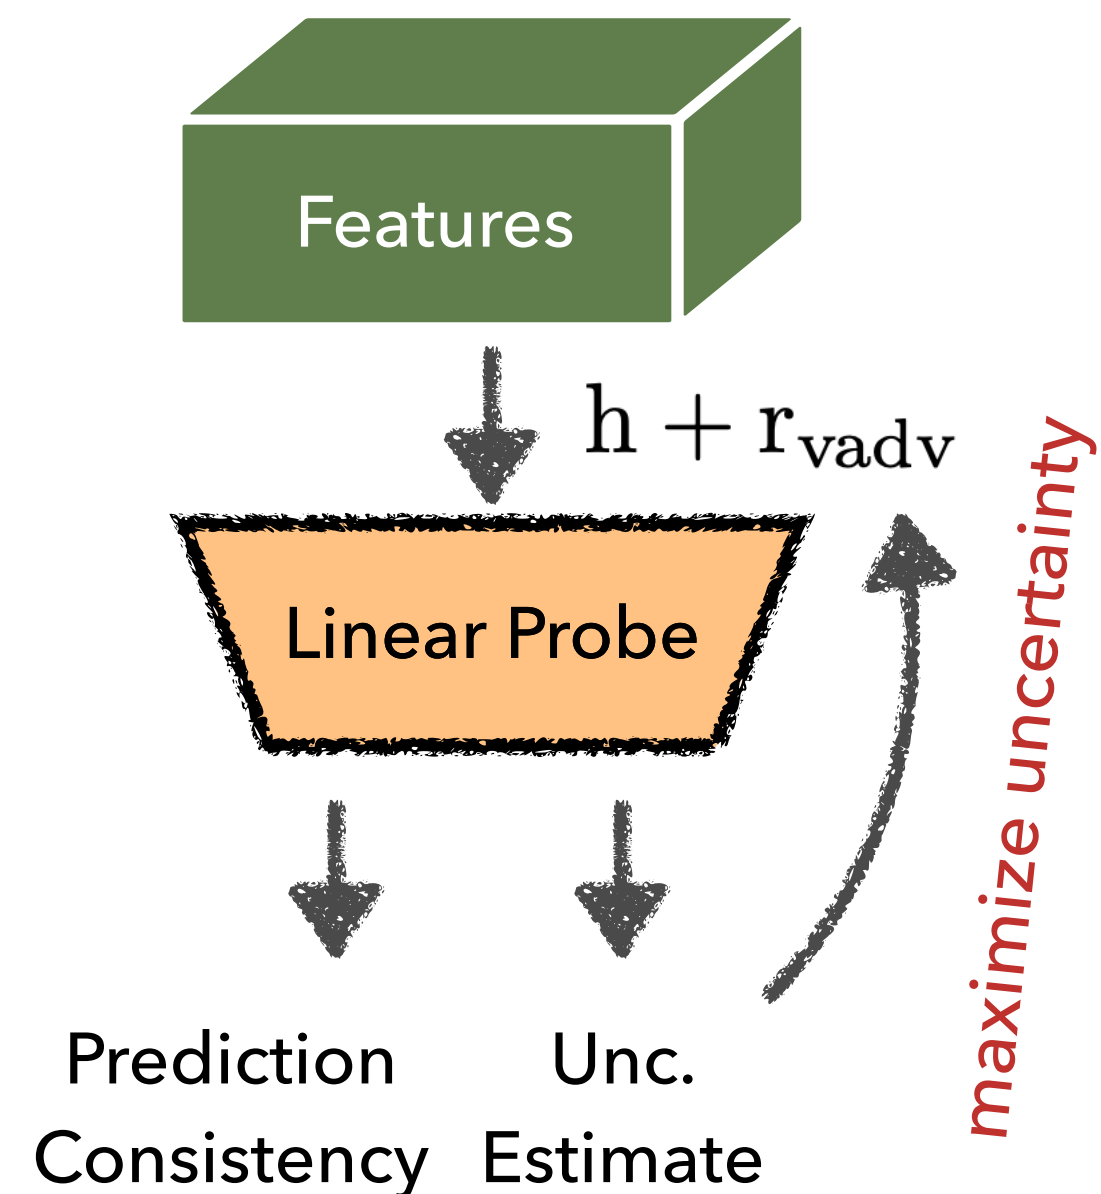 Features
h + r_vadv
Linear Probe
maximize uncertainty
Prediction
Consistency
Unc.
Estimate